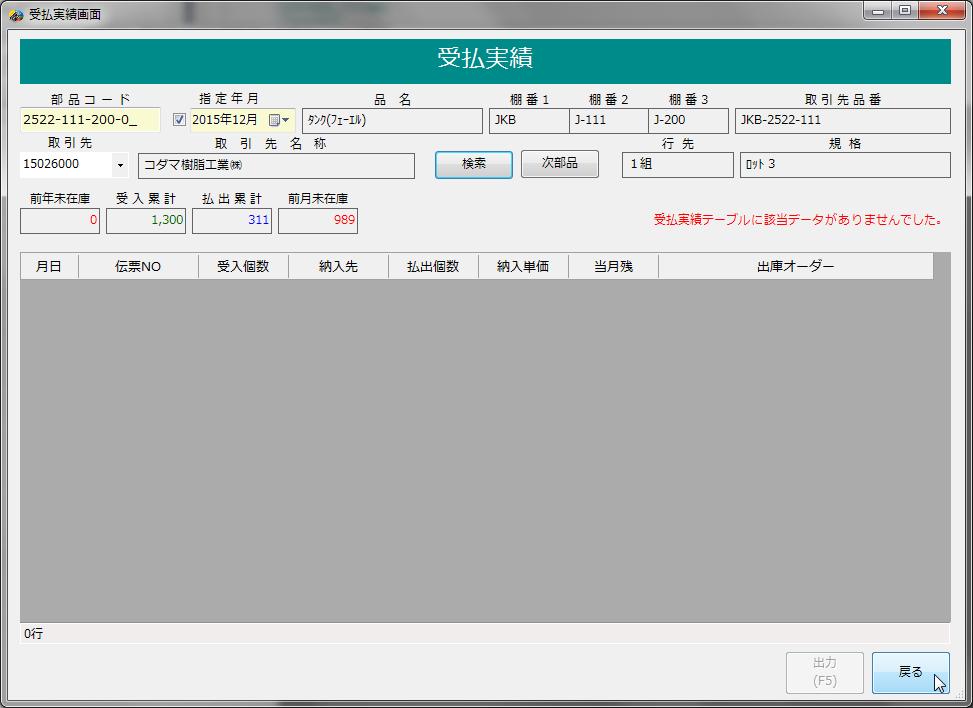 受払実績画面
受払実績
部品コード 指定年月 品 名 棚番1 棚番2 棚番3 取引先品番
2522-111-200-0_ 2015年12月 ﾀﾝｸ(ﾌｭｰｴﾙ) JKB J-111 J-200 JKB-2522-111
取引先 取 引 先 名 称 行 先 規 格
15026000 コダマ樹脂工業㈱ 検索 次部品 1組 ﾛｯﾄ3
前年末在庫 受入累計 払出累計 前月末在庫
0 1,300 311 989 受払実績テーブルに該当データがありませんでした。
月日 伝票NO 受入個数 納入先 払出個数 納入単価 当月残 出庫オーダー
0行
出力
(F5)
戻る